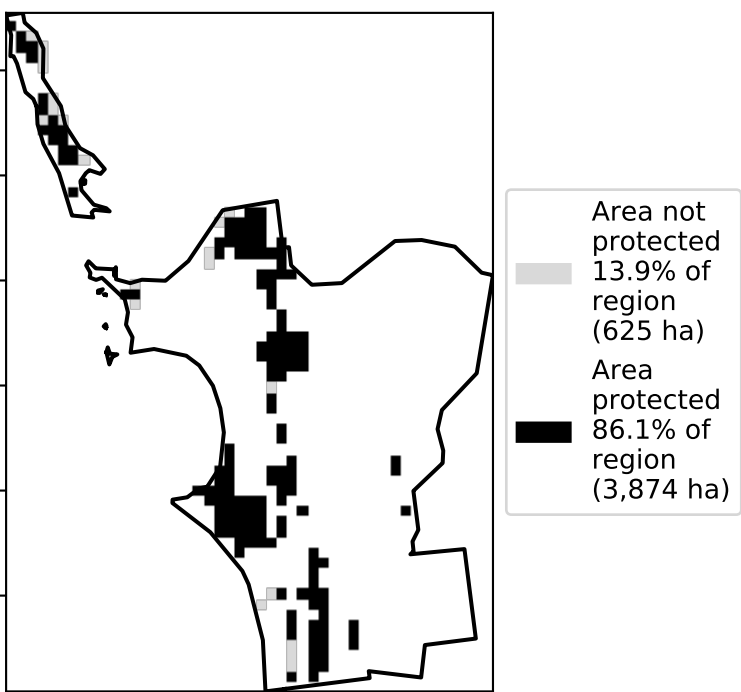 Area not
protected
13.9% of
region
(625 ha)
Area
protected
86.1% of
region
(3,874 ha)